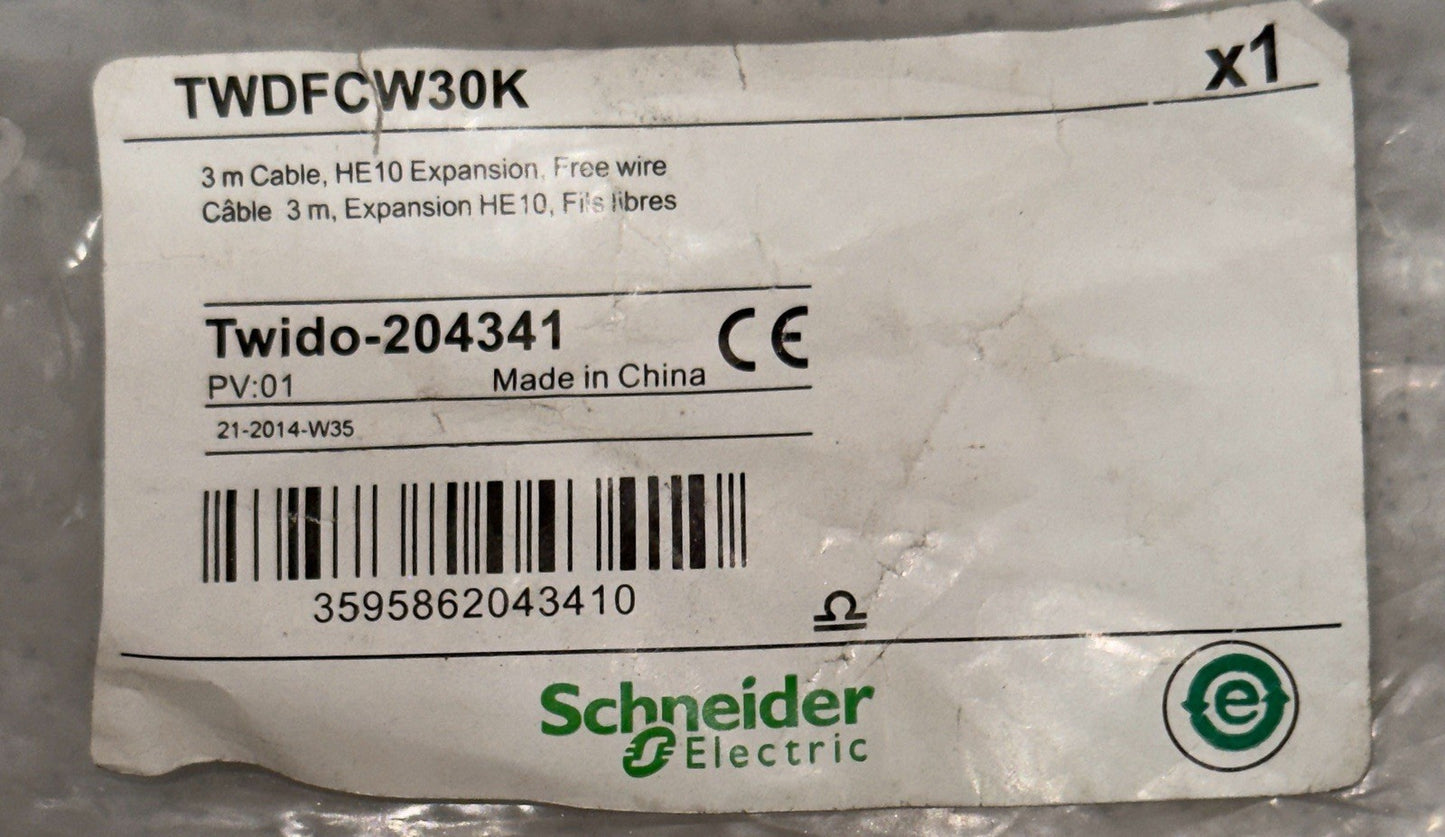 TWDFCW30K x1
3 m Cable, HE10 Expansion, Free wire
Câble 3 m, Expansion HE10, Fils libres
Twido-204341 CE
PV:01 Made in China
21-2014-W35
3595862043410
Schneider
Electric
e